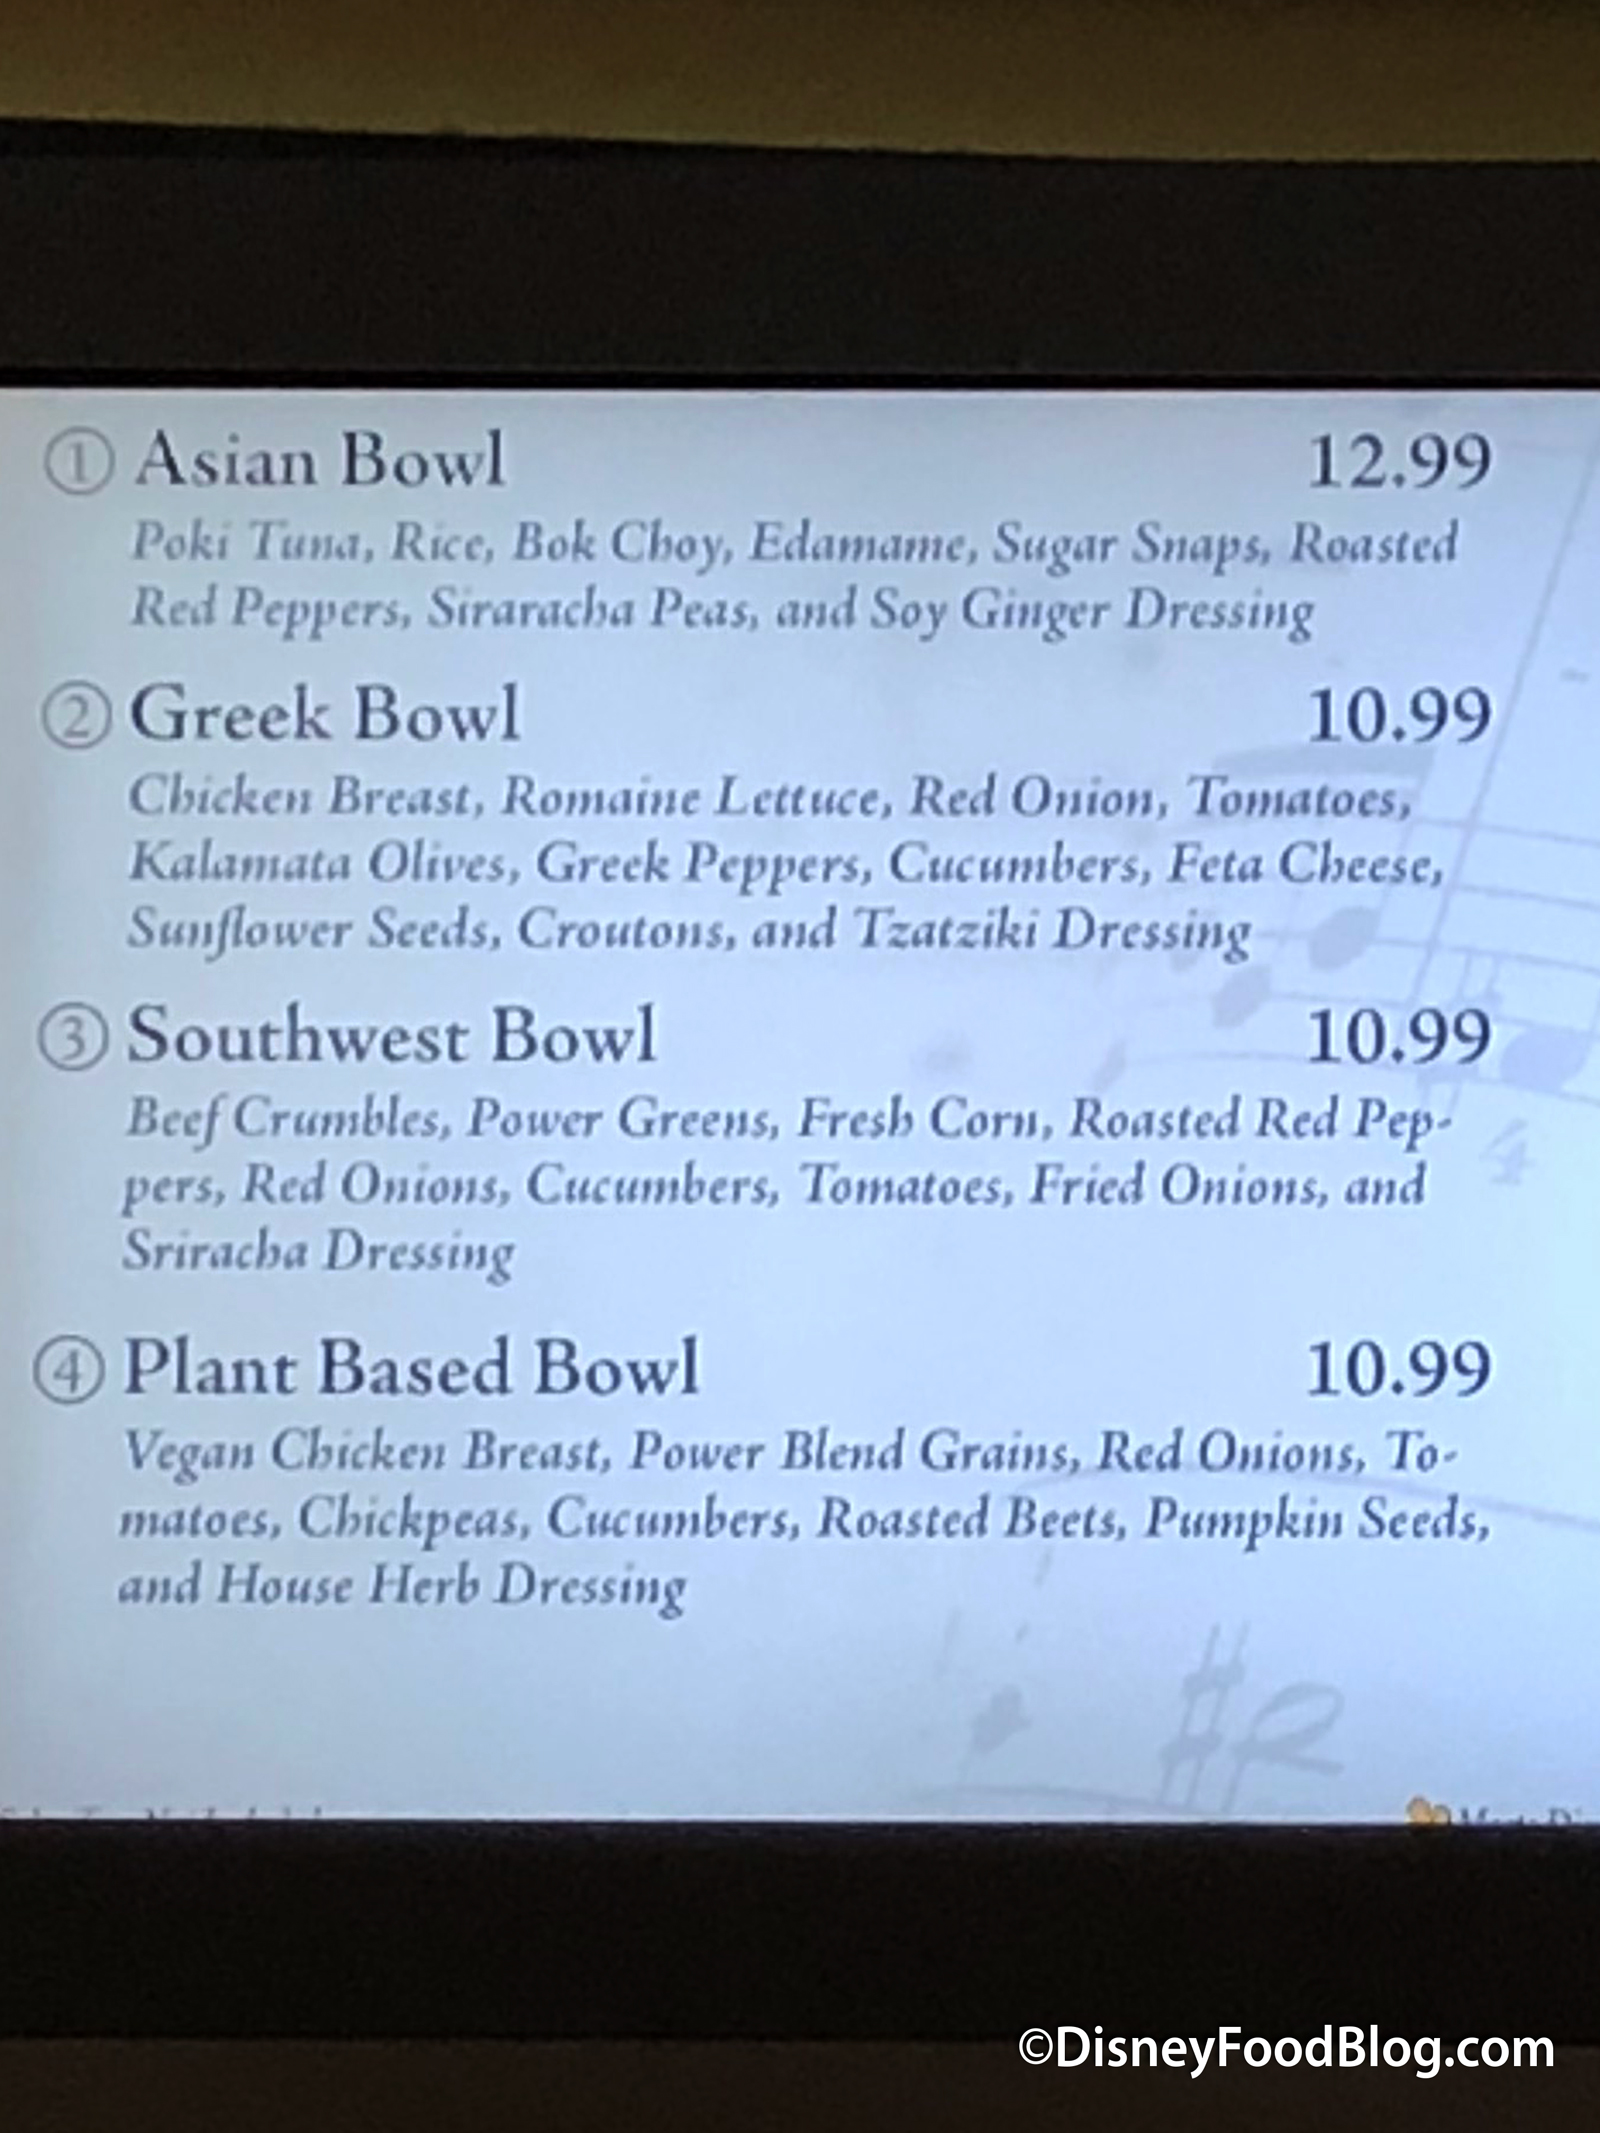 ① Asian Bowl 12.99
Poki Tuna, Rice, Bok Choy, Edamame, Sugar Snaps, Roasted
Red Peppers, Siraracha Peas, and Soy Ginger Dressing
② Greek Bowl 10.99
Chicken Breast, Romaine Lettuce, Red Onion, Tomatoes,
Kalamata Olives, Greek Peppers, Cucumbers, Feta Cheese,
Sunflower Seeds, Croutons, and Tzatziki Dressing
③ Southwest Bowl 10.99
Beef Crumbles, Power Greens, Fresh Corn, Roasted Red Pep-
pers, Red Onions, Cucumbers, Tomatoes, Fried Onions, and
Sriracha Dressing
④ Plant Based Bowl 10.99
Vegan Chicken Breast, Power Blend Grains, Red Onions, To-
matoes, Chickpeas, Cucumbers, Roasted Beets, Pumpkin Seeds,
and House Herb Dressing
©DisneyFoodBlog.com